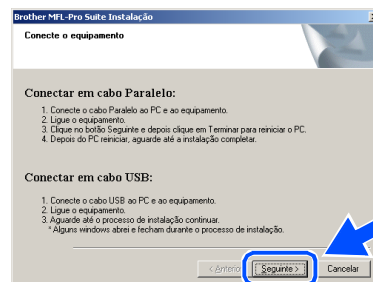 Brother MFL-Pro Suite Instalação
Conecte o equipamento
Conectar em cabo Paralelo:
1. Conecte o cabo Paralelo ao PC e ao equipamento.
2. Ligue o equipamento.
3. Clique no botão Seguinte e depois clique em Terminar para reiniciar o PC.
4. Depois do PC reiniciar, aguarde até a instalação completar.
Conectar em cabo USB:
1. Conecte o cabo USB ao PC e ao equipamento.
2. Ligue o equipamento.
3. Aguarde até o processo de instalação continuar.
* Alguns windows abrei e fecham durante o processo de instalação.
< Anterio Seguinte > Cancelar